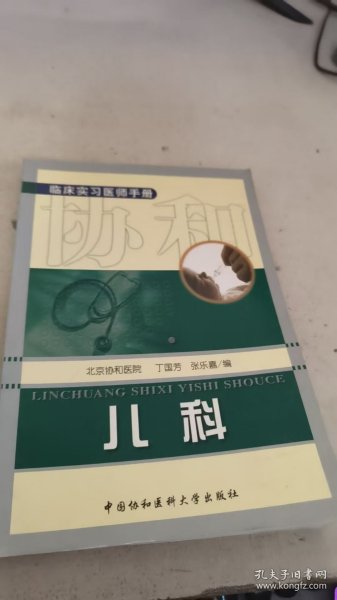 临床实习医师手册
协和
北京协和医院 丁国芳 张乐嘉/编
LINCHUANG SHIXI YISHI SHOUCE
儿科
中国协和医科大学出版社
孔夫子旧书网
www.kongfz.com